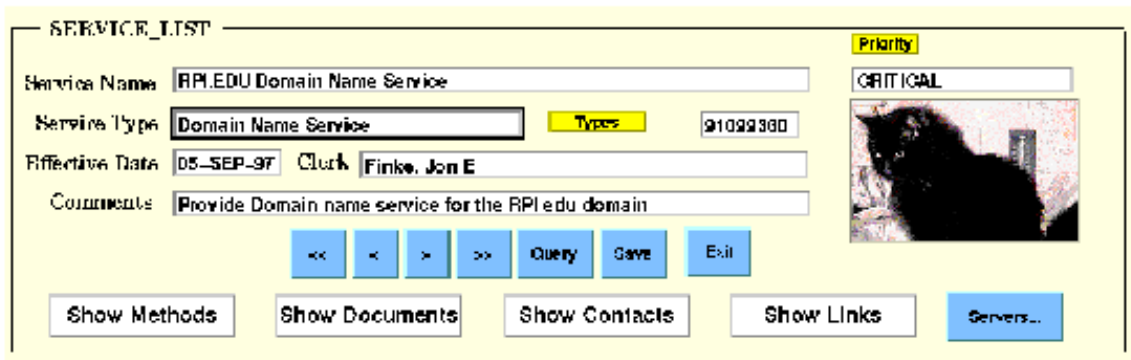 SERVICE_LIST
Priority
Service Name RPI.EDU Domain Name Service CRITICAL
Service Type Domain Name Service Types 91099360
Effective Date 05-SEP-97 Clerk Finke, Jon E
Comments Provide Domain name service for the RPI edu domain
<< < > >> Query Save Exit
Show Methods Show Documents Show Contacts Show Links Servers...